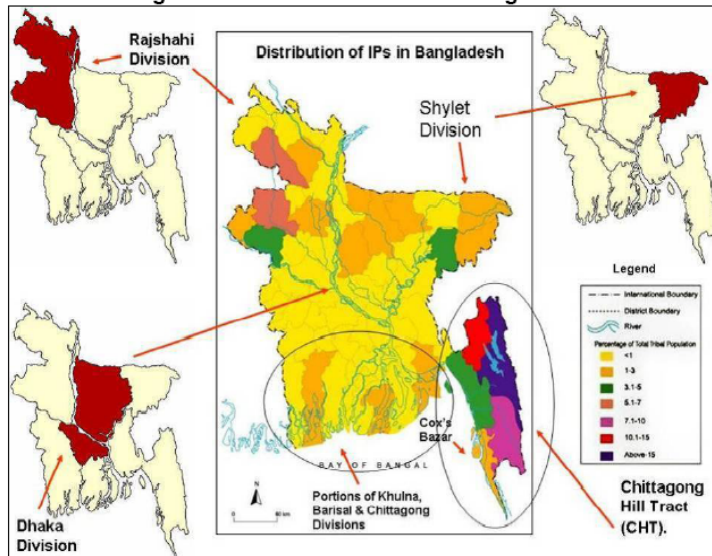 Rajshahi
Division
Distribution of IPs in Bangladesh
Shylet
Division
Legend
International Boundary
District Boundary
River
Percentage of Total Tribal Population
<1
1-3
3.1-5
5.1-7
7.1-10
10.1-15
Above-15
Cox's
Bazar
BAY OF BANGAL
N
Portions of Khulna,
Barisal & Chittagong
Divisions
Dhaka
Division
Chittagong
Hill Tract
(CHT).